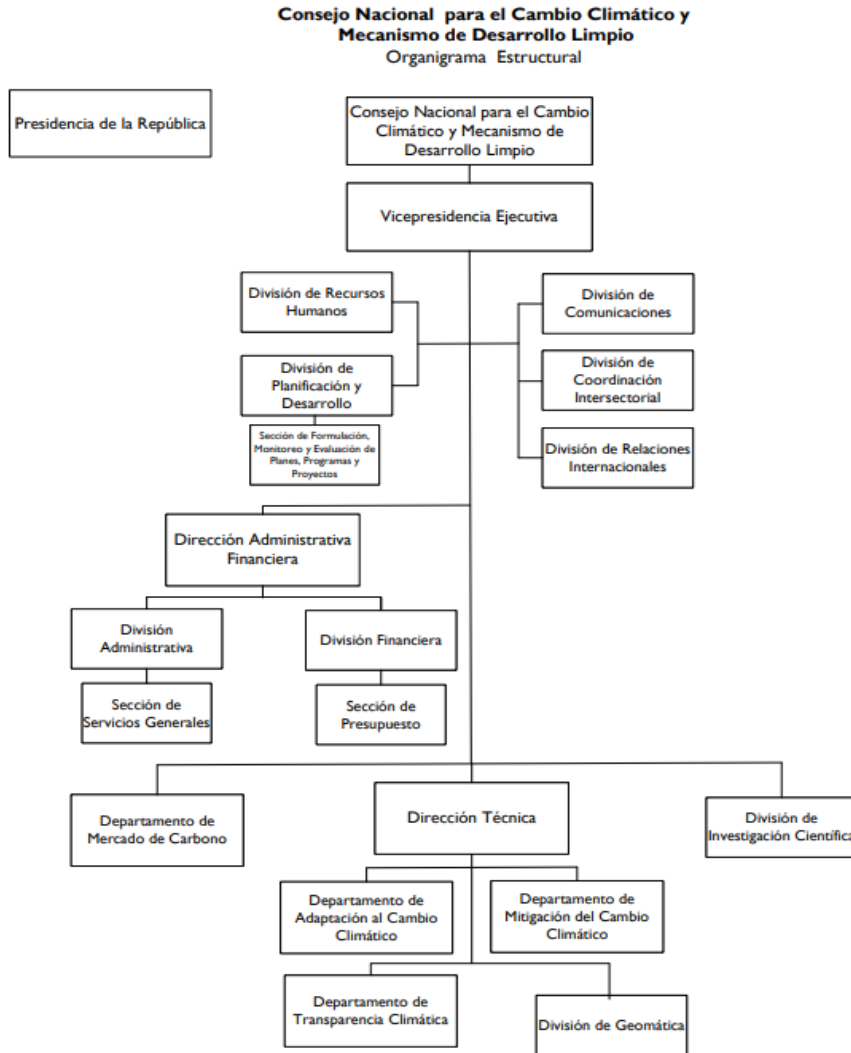 Consejo Nacional para el Cambio Climático y
Mecanismo de Desarrollo Limpio
Organigrama Estructural
Presidencia de la República
Consejo Nacional para el Cambio
Climático y Mecanismo de
Desarrollo Limpio
Vicepresidencia Ejecutiva
División de Recursos
Humanos
División de
Comunicaciones
División de
Planificación y
Desarrollo
División de
Coordinación
Intersectorial
Sección de Formulación,
Monitoreo y Evaluación de
Planes, Programas y
Proyectos
División de Relaciones
Internacionales
Dirección Administrativa
Financiera
División
Administrativa
División Financiera
Sección de
Servicios Generales
Sección de
Presupuesto
Departamento de
Mercado de Carbono
Dirección Técnica
División de
Investigación Científica
Departamento de
Adaptación al Cambio
Climático
Departamento de
Mitigación del Cambio
Climático
Departamento de
Transparencia Climática
División de Geomática